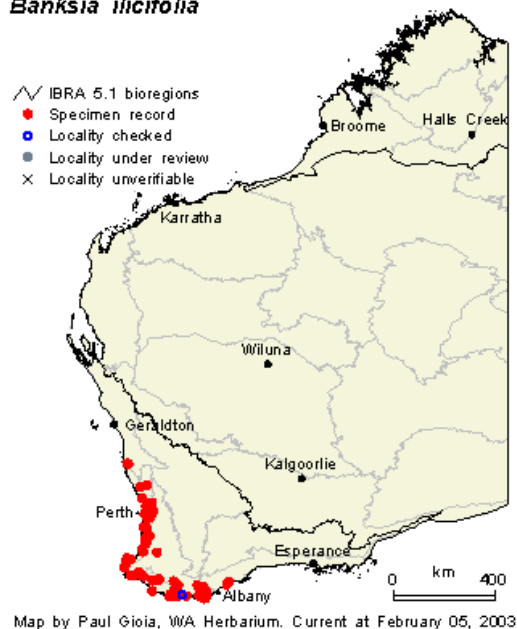 Banksia ilicifolia
IBRA 5.1 bioregions
Specimen record
Locality checked
Locality under review
Locality unverifiable
Broome
Halls Creek
Karratha
Wiluna
Geraldton
Kalgoorlie
Perth
Esperance
Albany
km
0 400
Map by Paul Gioia, WA Herbarium. Current at February 05, 2003